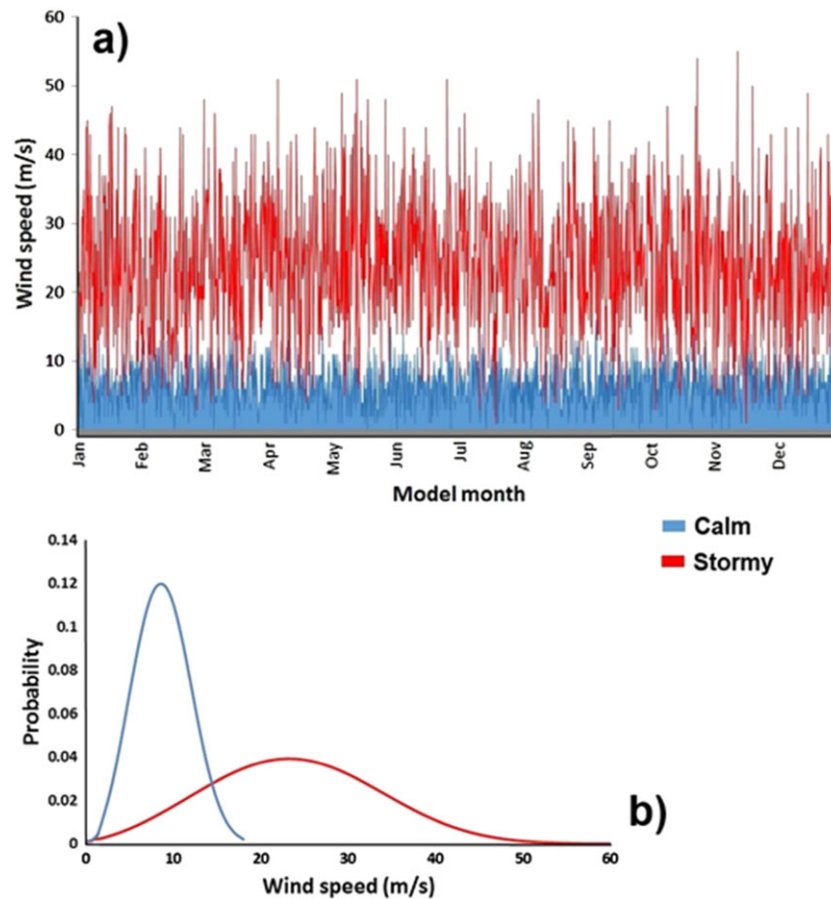 a)
Wind speed (m/s)
60
50
40
30
20
10
0
Jan
Feb
Mar
Apr
May
Jun
Jul
Aug
Sep
Oct
Nov
Dec
Model month
Calm
Stormy
b)
Probability
0.14
0.12
0.1
0.08
0.06
0.04
0.02
0
0
10
20
30
40
50
60
Wind speed (m/s)